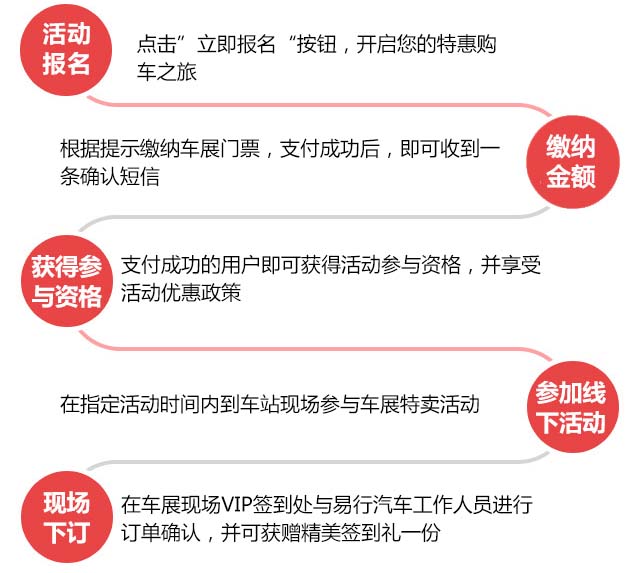 活动
报名
点击”立即报名“按钮，开启您的特惠购
车之旅
根据提示缴纳车展门票，支付成功后，即可收到一
条确认短信
缴纳
金额
获得参
与资格
支付成功的用户即可获得活动参与资格，并享受
活动优惠政策
在指定活动时间内到车站现场参与车展特卖活动
参加线
下活动
现场
下订
在车展现场VIP签到处与易行汽车工作人员进行
订单确认，并可获赠精美签到礼一份